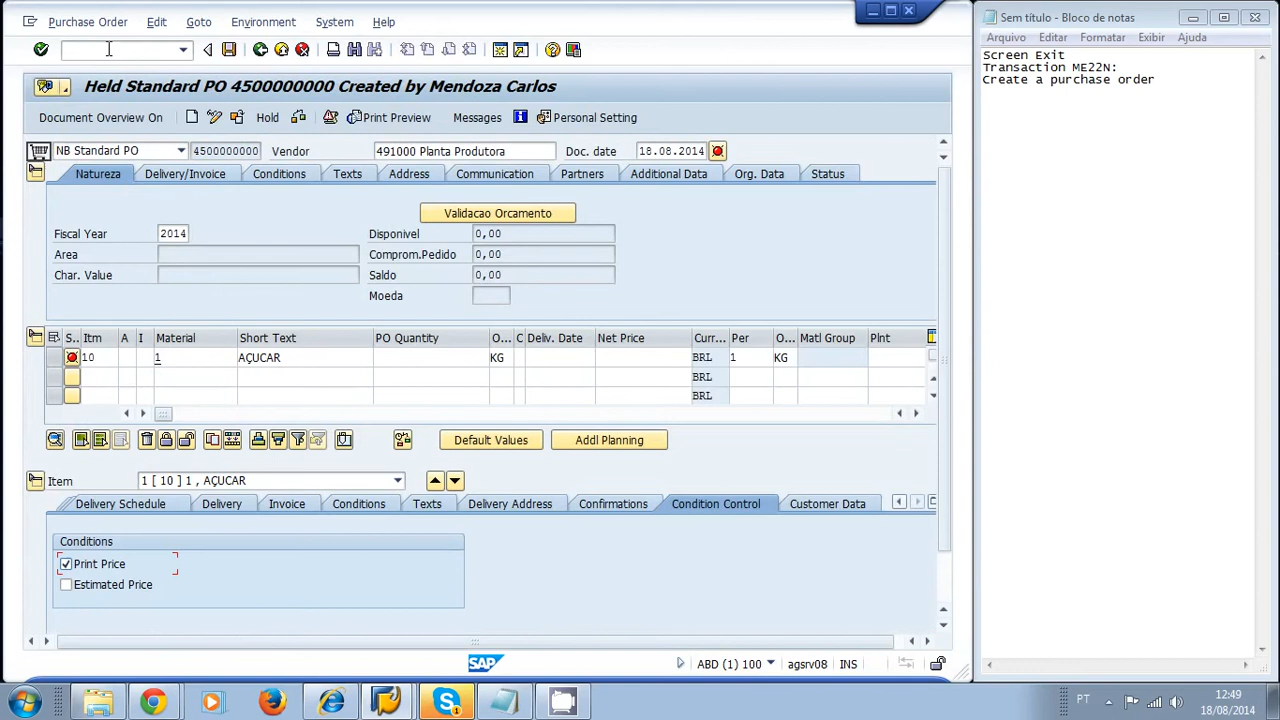 Purchase Order Edit Goto Environment System Help
Held Standard PO 4500000000 Created by Mendoza Carlos
Document Overview On Hold Print Preview Messages Personal Setting
NB Standard PO 4500000000 Vendor 491000 Planta Produtora Doc. date 18.08.2014
Natureza Delivery/Invoice Conditions Texts Address Communication Partners Additional Data Org. Data Status
Validacao Orcamento
Fiscal Year 2014 Disponivel 0,00
Area Comprom.Pedido 0,00
Char. Value Saldo 0,00
Moeda
S.. Itm A I Material Short Text PO Quantity O... C Deliv. Date Net Price Curr... Per O... Matl Group Plnt
10 1 AÇUCAR KG BRL 1 KG
BRL
BRL
Default Values Addl Planning
Item 1 [ 10 ] 1 , AÇUCAR
Delivery Schedule Delivery Invoice Conditions Texts Delivery Address Confirmations Condition Control Customer Data
Conditions
Print Price
Estimated Price
SAP ABD (1) 100 agsrv08 INS
Sem título - Bloco de notas
Arquivo Editar Formatar Exibir Ajuda
Screen Exit
Transaction ME22N:
Create a purchase order
PT 12:49
18/08/2014